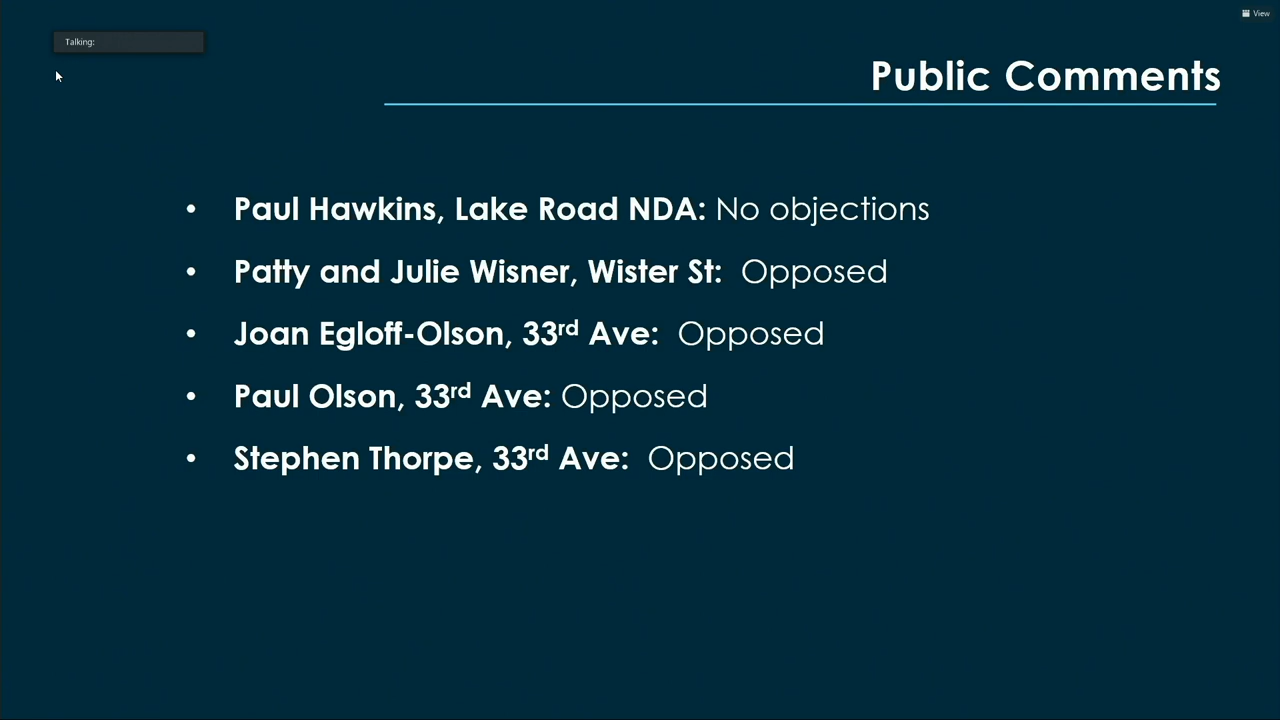 View
Talking:
Public Comments
• Paul Hawkins, Lake Road NDA: No objections
• Patty and Julie Wisner, Wister St: Opposed
• Joan Egloff-Olson, 33rd Ave: Opposed
• Paul Olson, 33rd Ave: Opposed
• Stephen Thorpe, 33rd Ave: Opposed